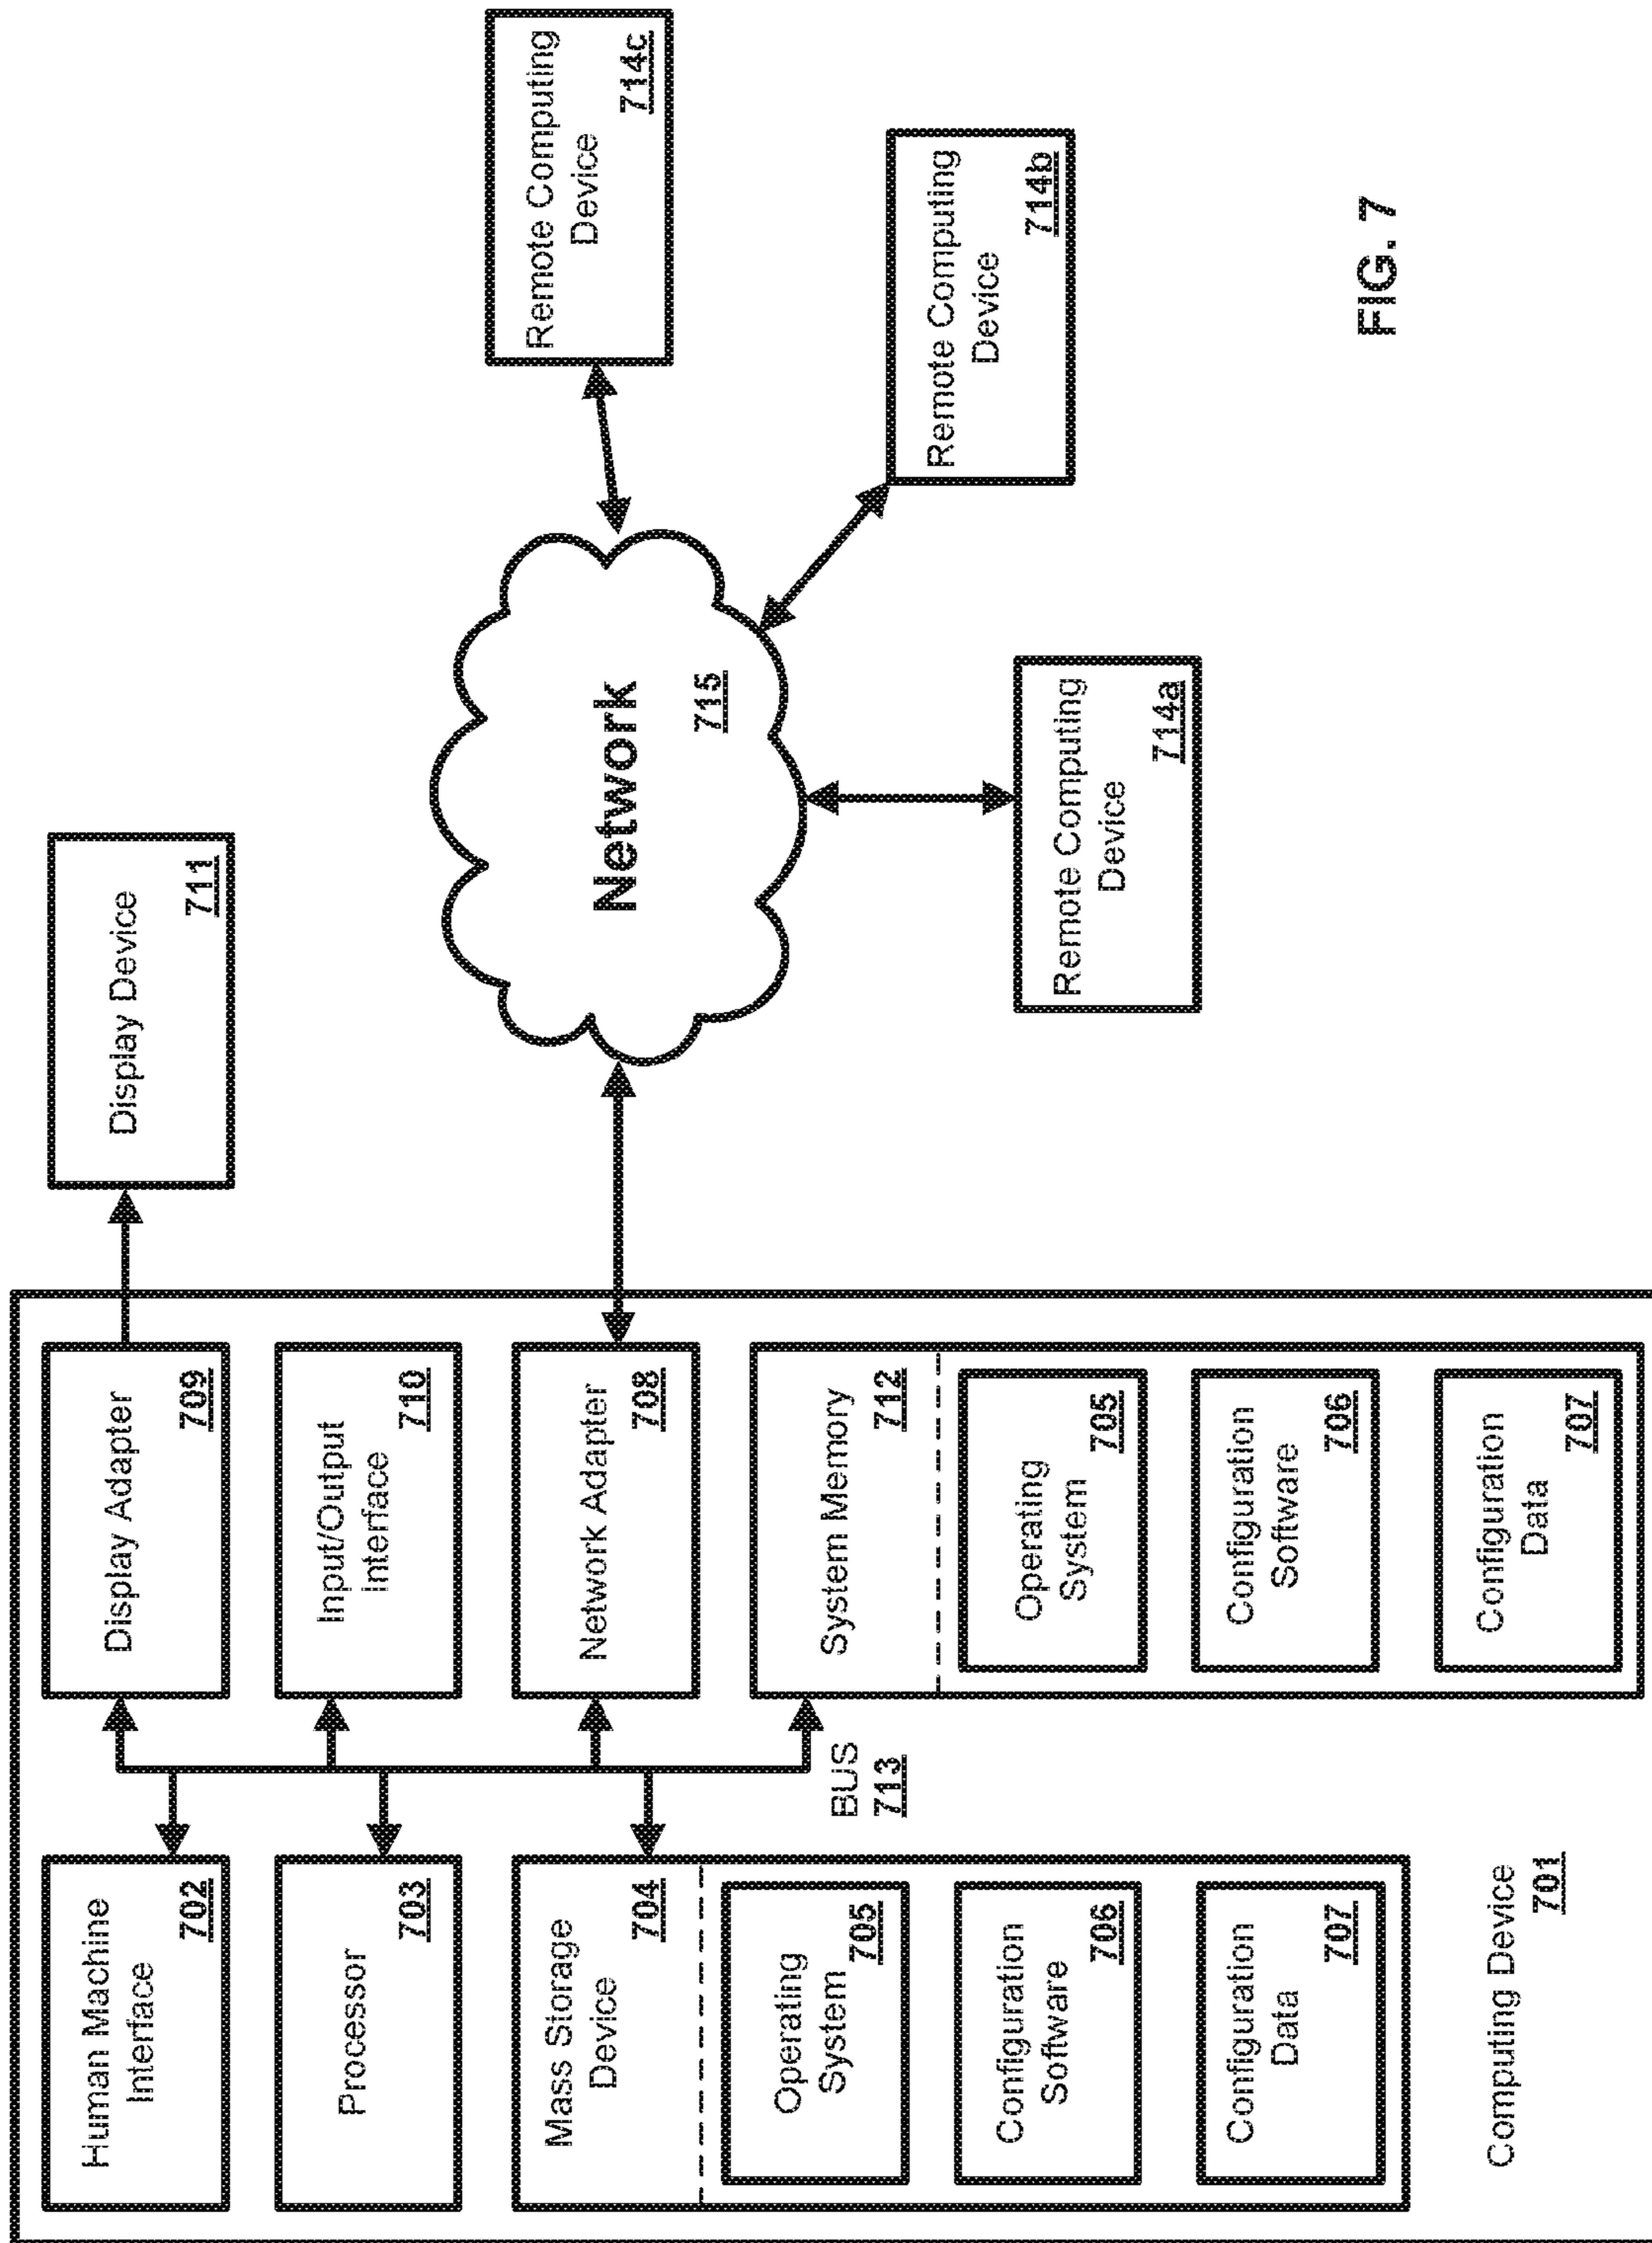 Human Machine
Interface
702
Processor
703
Mass Storage
Device
704
Operating
System
705
Configuration
Software
706
Configuration
Data
707
Computing Device
701
Display Adapter
709
Input/Output
Interface
710
Network Adapter
708
System Memory
712
Operating
System
705
Configuration
Software
706
Configuration
Data
707
BUS
713
Display Device
711
Network
715
Remote Computing
Device
714a
Remote Computing
Device
714b
Remote Computing
Device
714c
FIG. 7